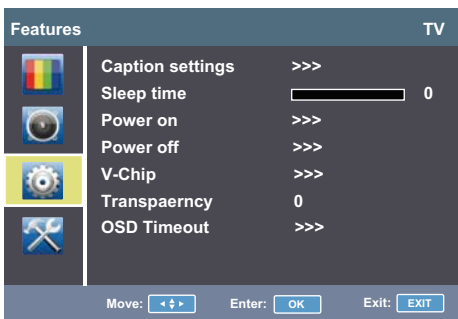 Features TV
Caption settings >>>
Sleep time 0
Power on >>>
Power off >>>
V-Chip >>>
Transpaerncy 0
OSD Timeout >>>
Move: Enter: OK Exit: EXIT